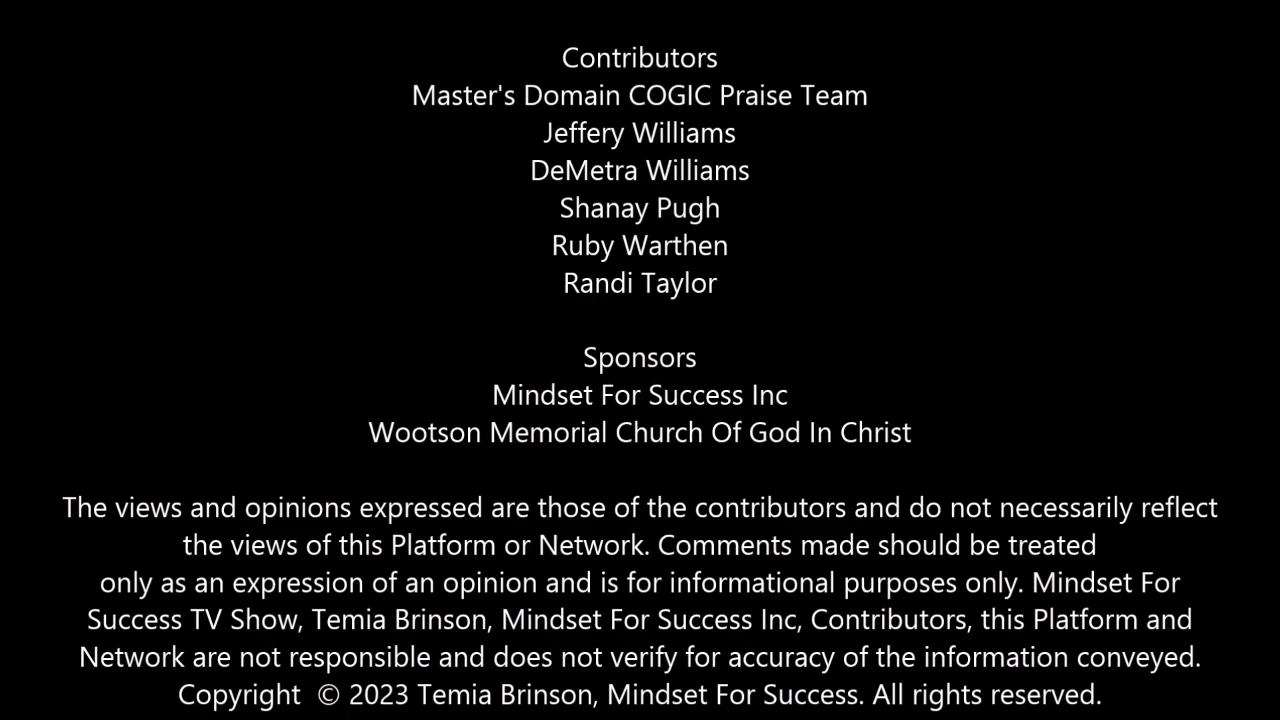 Contributors
Master's Domain COGIC Praise Team
Jeffery Williams
DeMetra Williams
Shanay Pugh
Ruby Warthen
Randi Taylor
Sponsors
Mindset For Success Inc
Wootson Memorial Church Of God In Christ
The views and opinions expressed are those of the contributors and do not necessarily reflect
the views of this Platform or Network. Comments made should be treated
only as an expression of an opinion and is for informational purposes only. Mindset For
Success TV Show, Temia Brinson, Mindset For Success Inc, Contributors, this Platform and
Network are not responsible and does not verify for accuracy of the information conveyed.
Copyright  © 2023 Temia Brinson, Mindset For Success. All rights reserved.